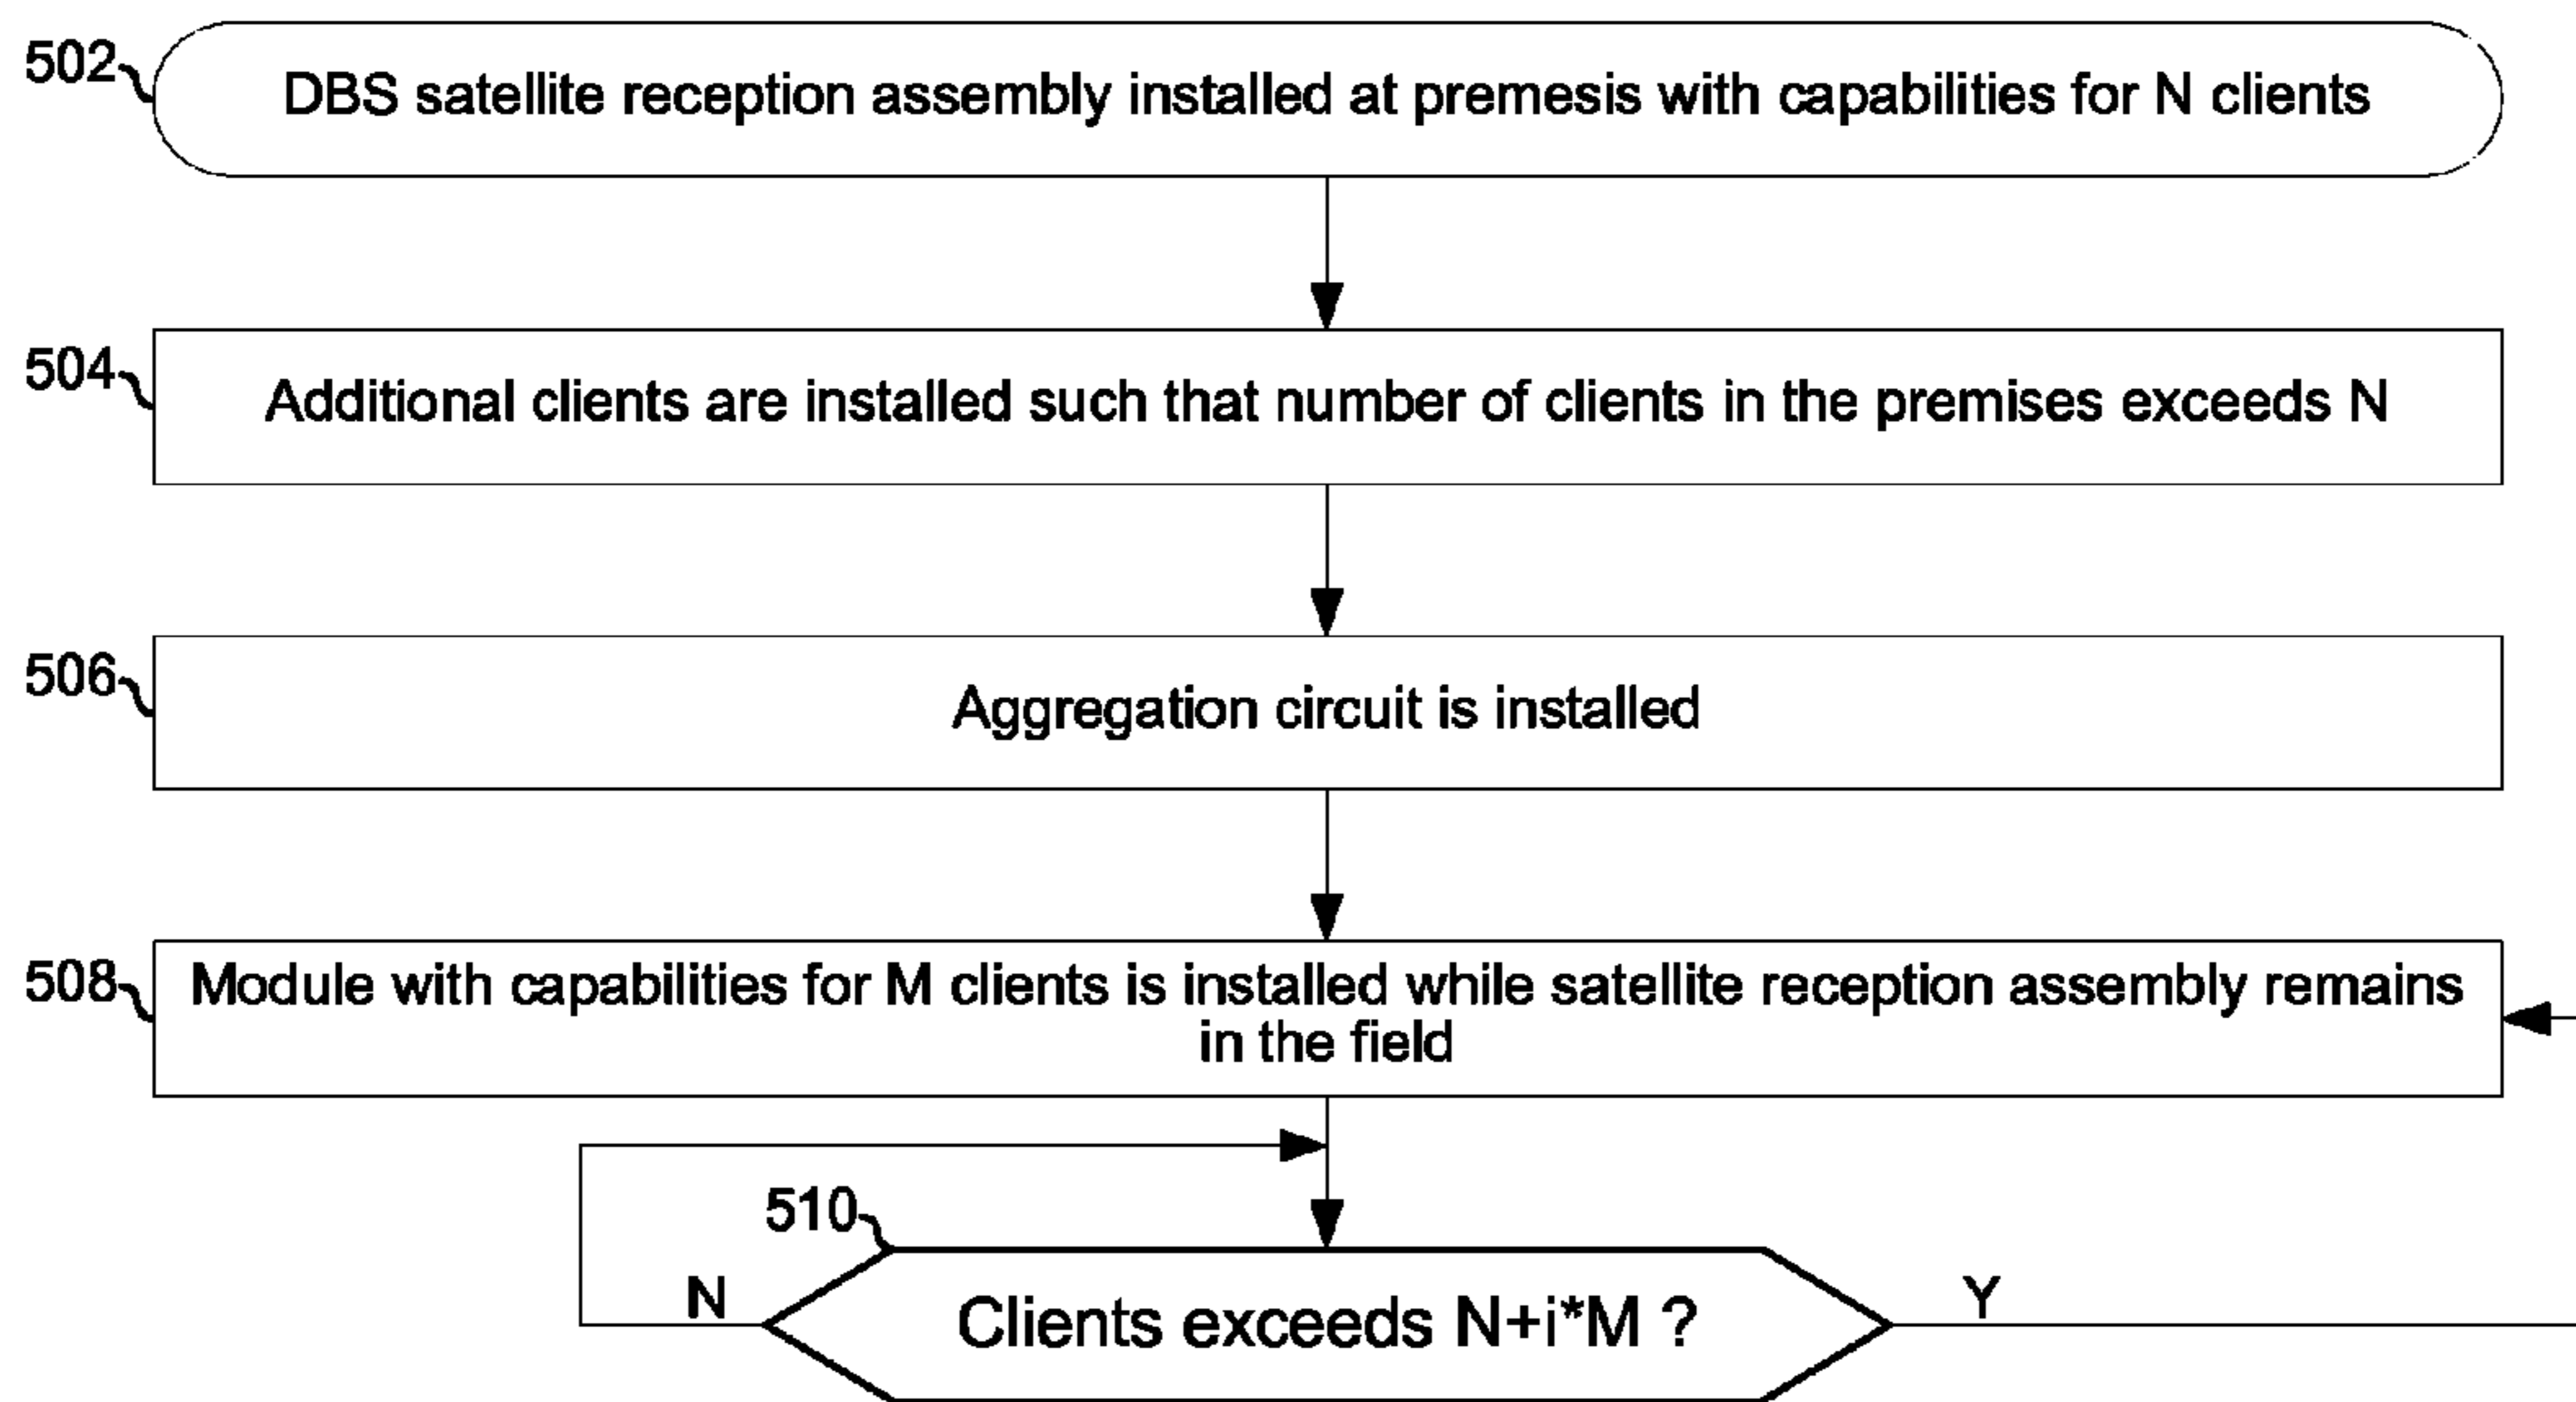 502
DBS satellite reception assembly installed at premesis with capabilities for N clients
504
Additional clients are installed such that number of clients in the premises exceeds N
506
Aggregation circuit is installed
508
Module with capabilities for M clients is installed while satellite reception assembly remains
in the field
510
N
Clients exceeds N+i*M ?
Y